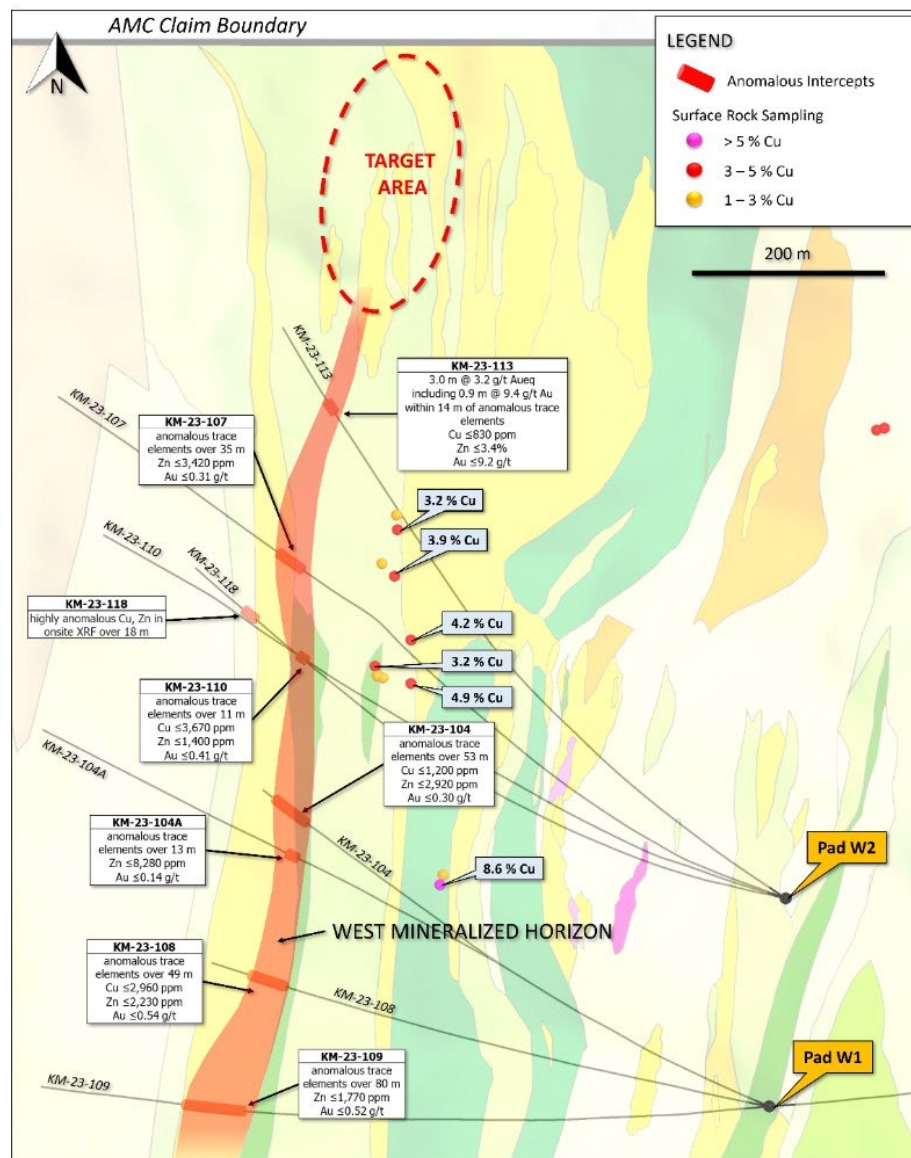 AMC Claim Boundary
N
LEGEND
Anomalous Intercepts
Surface Rock Sampling
> 5 % Cu
3 – 5 % Cu
1 – 3 % Cu
200 m
TARGET
AREA
KM-23-113
KM-23-113
3.0 m @ 3.2 g/t Aueq
including 0.9 m @ 9.4 g/t Au
within 14 m of anomalous trace
elements
Cu ≤830 ppm
Zn ≤3.4%
Au ≤9.2 g/t
KM-23-107
KM-23-107
anomalous trace
elements over 35 m
Zn ≤3,420 ppm
Au ≤0.31 g/t
3.2 % Cu
3.9 % Cu
KM-23-110
KM-23-118
KM-23-118
highly anomalous Cu, Zn in
onsite XRF over 18 m
4.2 % Cu
3.2 % Cu
4.9 % Cu
KM-23-110
anomalous trace
elements over 11 m
Cu ≤3,670 ppm
Zn ≤1,400 ppm
Au ≤0.41 g/t
KM-23-104
anomalous trace
elements over 53 m
Cu ≤1,200 ppm
Zn ≤2,920 ppm
Au ≤0.30 g/t
KM-23-104A
KM-23-104A
anomalous trace
elements over 13 m
Zn ≤8,280 ppm
Au ≤0.14 g/t
KM-23-104
8.6 % Cu
Pad W2
WEST MINERALIZED HORIZON
KM-23-108
anomalous trace
elements over 49 m
Cu ≤2,960 ppm
Zn ≤2,230 ppm
Au ≤0.54 g/t
KM-23-108
KM-23-109
KM-23-109
anomalous trace
elements over 80 m
Zn ≤1,770 ppm
Au ≤0.52 g/t
Pad W1